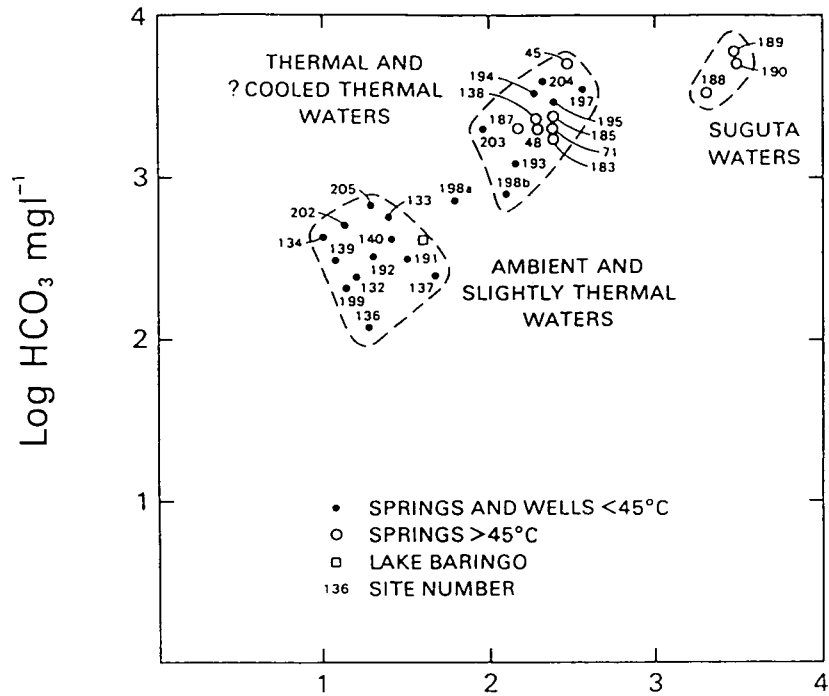 Log HCO₃ mgl⁻¹
4
3
2
1
1
2
3
4
THERMAL AND
? COOLED THERMAL
WATERS
45
194
204
138
197
187
195
185
203
48
71
193
183
198b
189
190
188
SUGUTA
WATERS
205
133
198a
202
134
139
140
191
192
132
137
199
136
AMBIENT AND
SLIGHTLY THERMAL
WATERS
SPRINGS AND WELLS <45°C
SPRINGS >45°C
LAKE BARINGO
136 SITE NUMBER